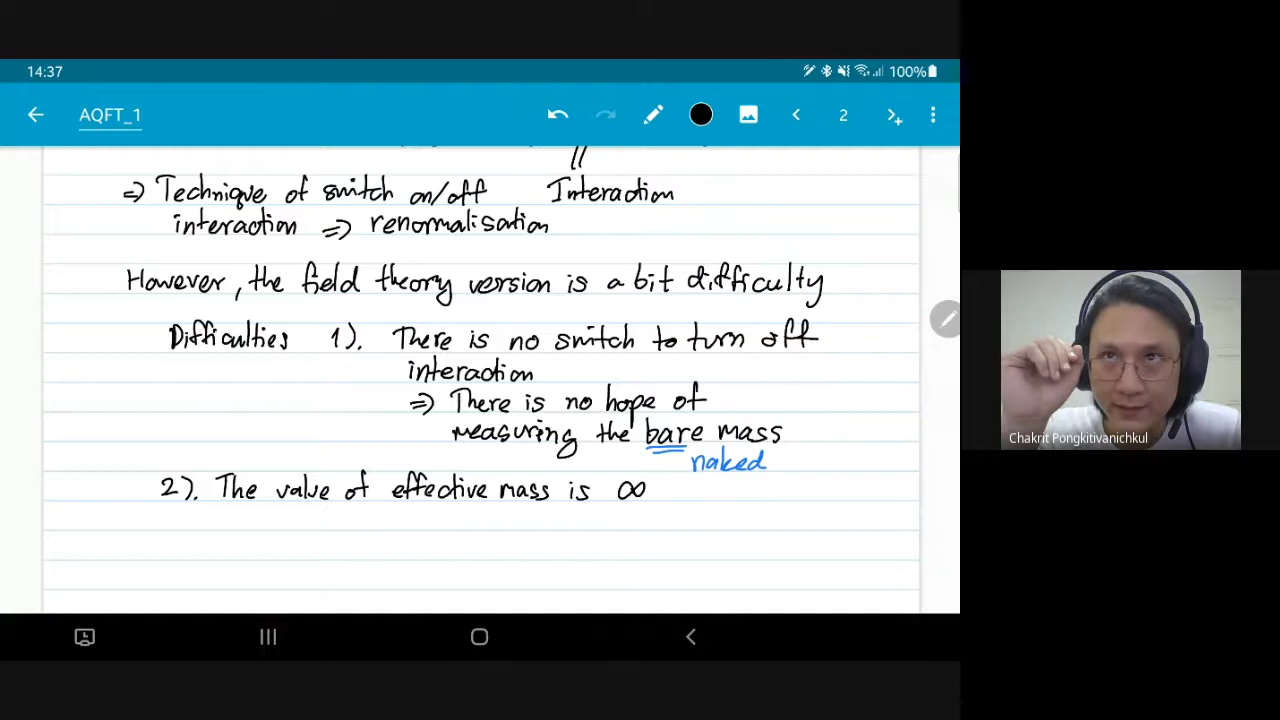 14:37
100%
AQFT_1
2
⇒ Technique of switch on/off Interaction
interaction ⇒ renormalisation
However, the field theory version is a bit difficulty
Difficulties 1). There is no switch to turn off
interaction
⇒ There is no hope of
measuring the bare mass
naked
2). The value of effective mass is ∞
Chakrit Pongkitivanichkul